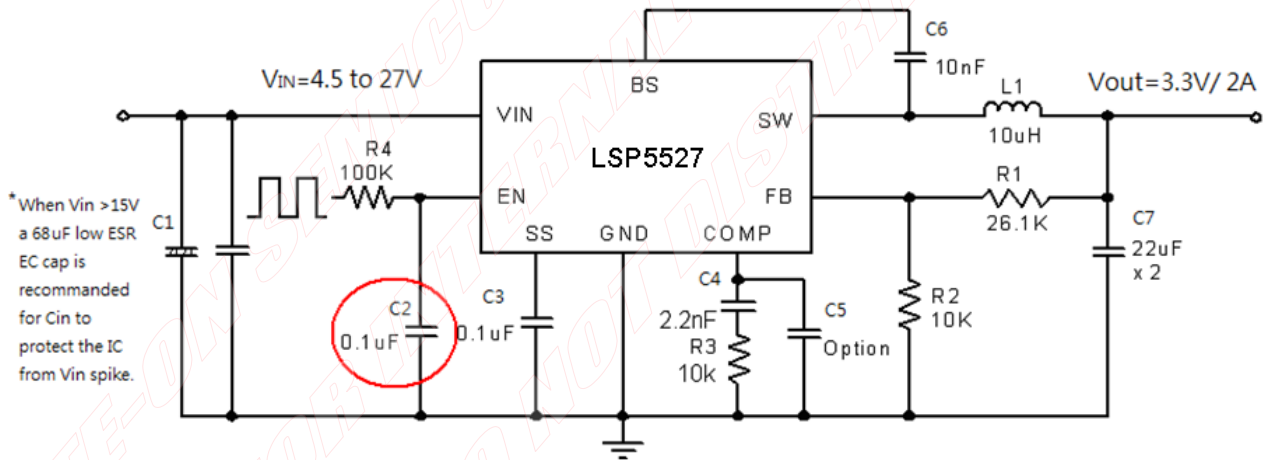 VIN=4.5 to 27V
BS
C6
10nF
Vout=3.3V/ 2A
VIN
SW
L1
10uH
LSP5527
R4
100K
EN
FB
R1
26.1K
* When Vin >15V
a 68uF low ESR
EC cap is
recommanded
for Cin to
protect the IC
from Vin spike.
C1
SS
GND
COMP
C7
22uF
x 2
C2
0.1uF
C3
0.1uF
C4
2.2nF
R3
10k
C5
Option
R2
10K